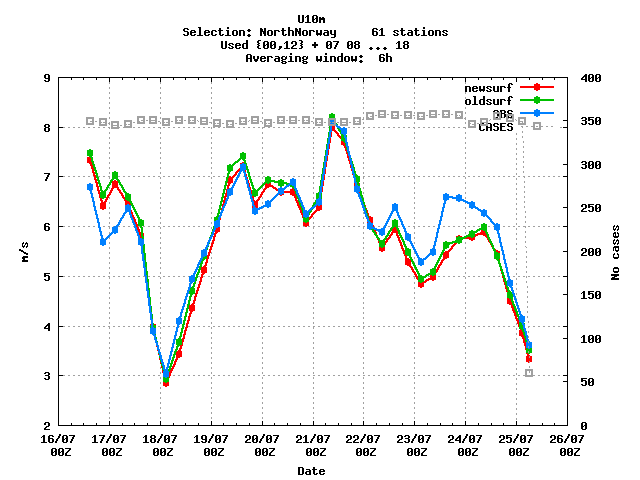 U10m
Selection: NorthNorway     61 stations
Used {00,12} + 07 08 ... 18
Averaging window:  6h
newsurf
oldsurf
OBS
CASES
m/s
No cases
9
8
7
6
5
4
3
2
400
350
300
250
200
150
100
50
0
16/07 17/07 18/07 19/07 20/07 21/07 22/07 23/07 24/07 25/07 26/07
00Z 00Z 00Z 00Z 00Z 00Z 00Z 00Z 00Z 00Z 00Z
Date